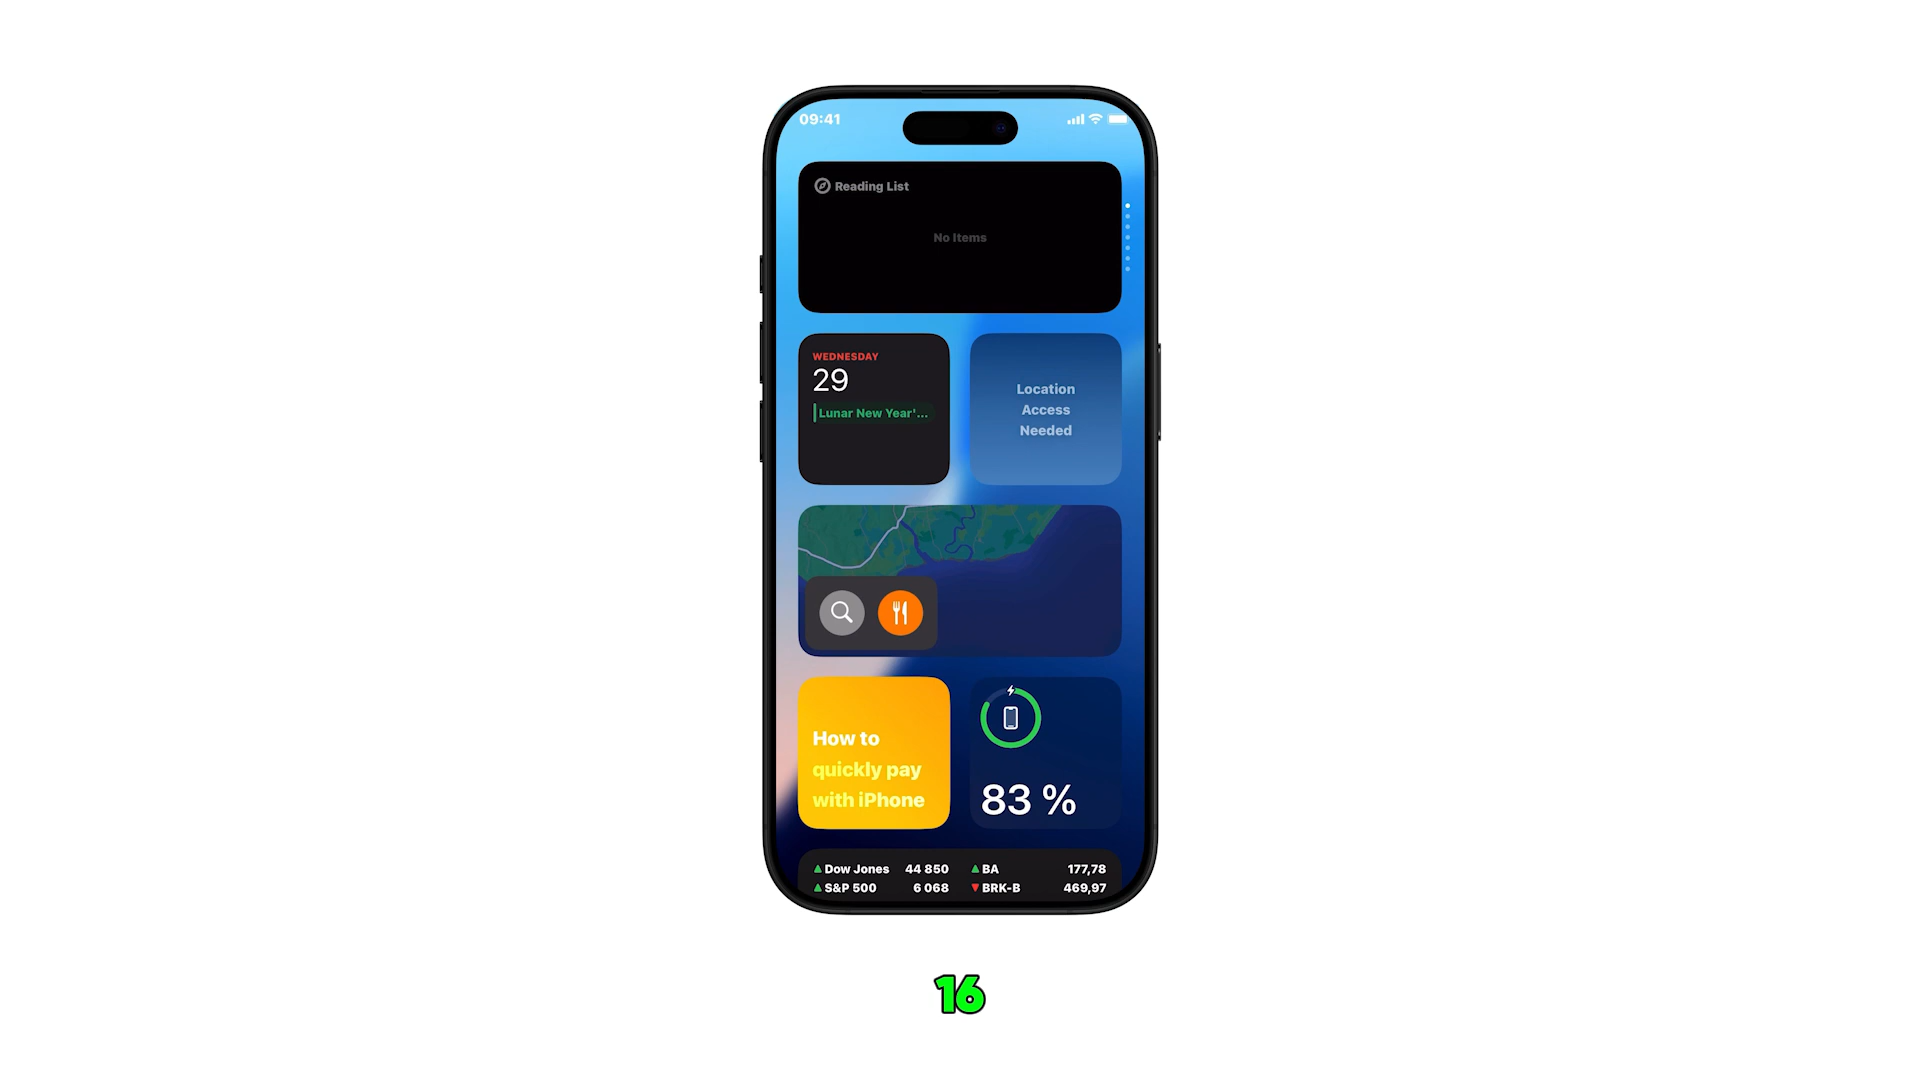 09:41
Reading List
No Items
WEDNESDAY
29
Lunar New Year'...
Location
Access
Needed
How to
quickly pay
with iPhone
83 %
Dow Jones 44 850 BA 177,78
S&P 500 6 068 BRK-B 469,97
16